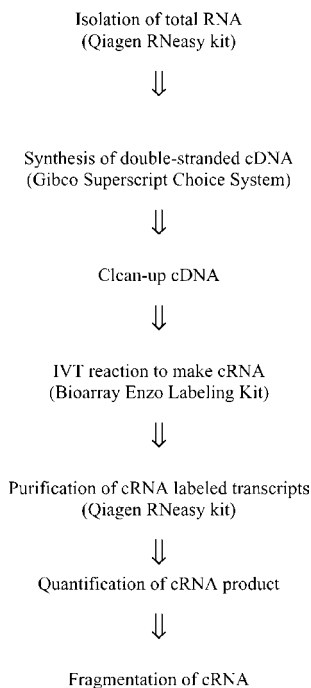 Isolation of total RNA
(Qiagen RNeasy kit)
⇓
Synthesis of double-stranded cDNA
(Gibco Superscript Choice System)
⇓
Clean-up cDNA
⇓
IVT reaction to make cRNA
(Bioarray Enzo Labeling Kit)
⇓
Purification of cRNA labeled transcripts
(Qiagen RNeasy kit)
⇓
Quantification of cRNA product
⇓
Fragmentation of cRNA